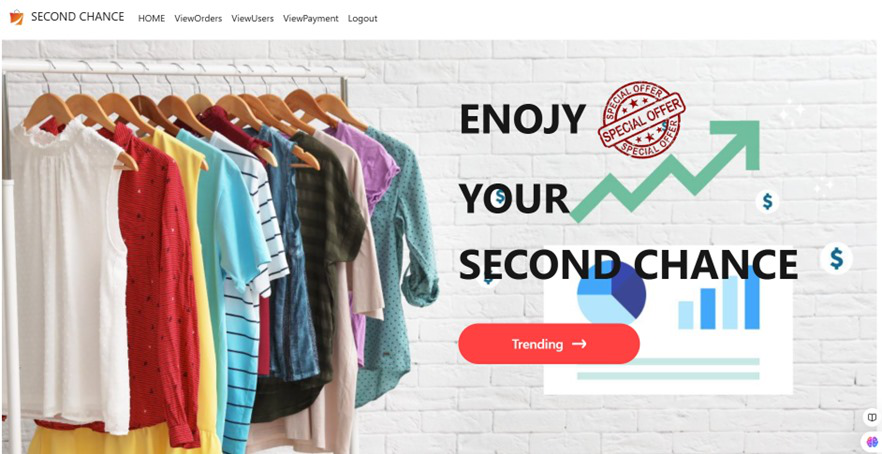 SECOND CHANCE HOME ViewOrders ViewUsers ViewPayment Logout
ENOJY
SPECIAL OFFER
SPECIAL OFFER
SPECIAL OFFER
YOUR
$
$
SECOND CHANCE
$
$
Trending →